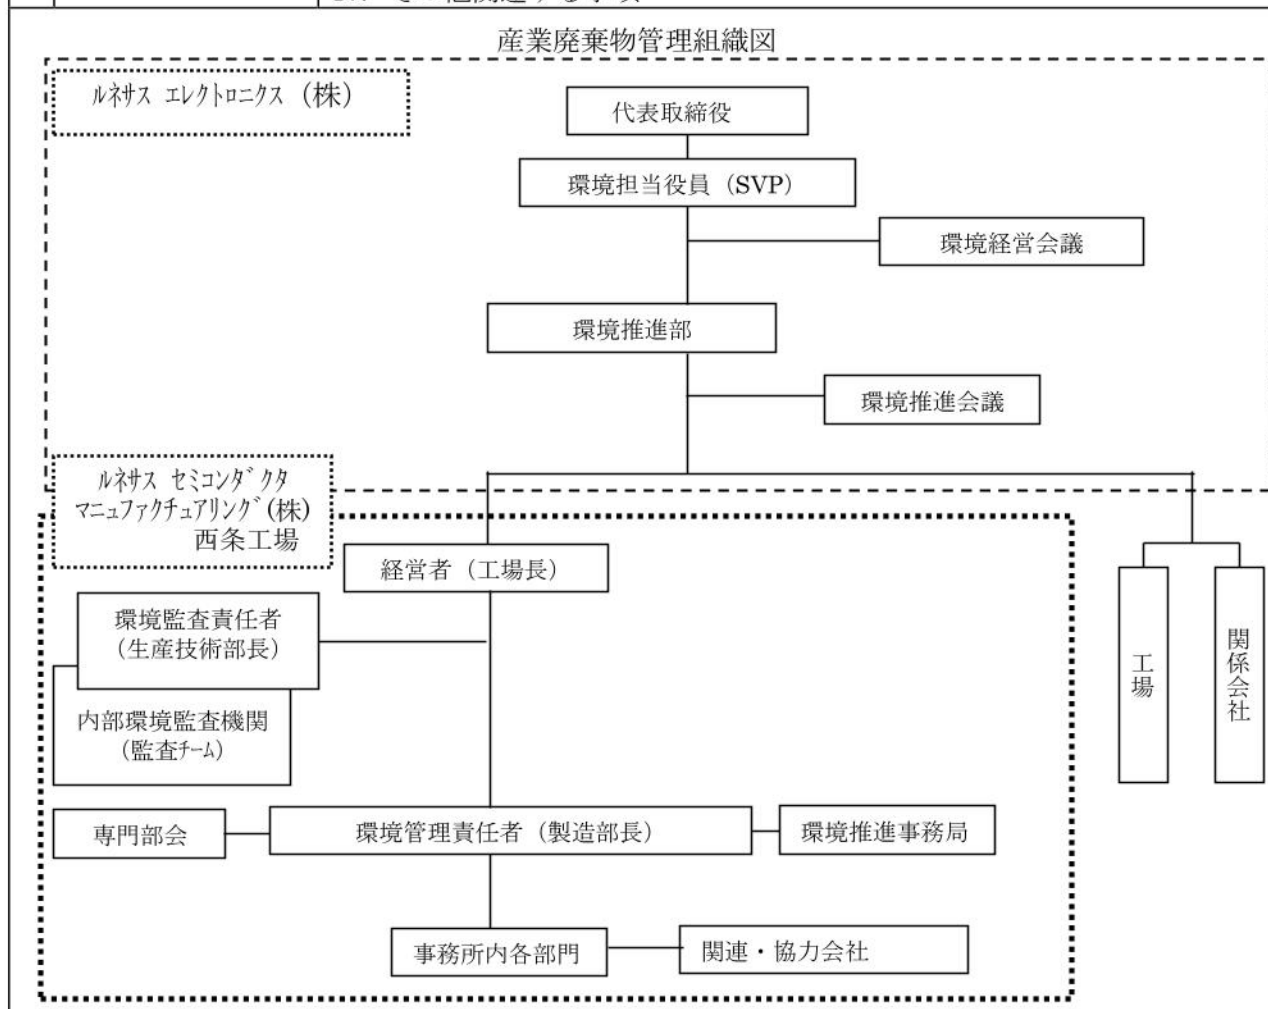 産業廃棄物管理組織図
ﾙﾈｻｽ ｴﾚｸﾄﾛﾆｸｽ（株）
代表取締役
環境担当役員（SVP）
環境経営会議
環境推進部
環境推進会議
ﾙﾈｻｽ ｾﾐｺﾝﾀﾞｸﾀ
ﾏﾆｭﾌｧｸﾁｭｱﾘﾝｸﾞ(株)
西条工場
経営者（工場長）
環境監査責任者
（生産技術部長）
内部環境監査機関
（監査ﾁｰﾑ）
工場
関係会社
専門部会
環境管理責任者（製造部長）
環境推進事務局
事務所内各部門
関連・協力会社